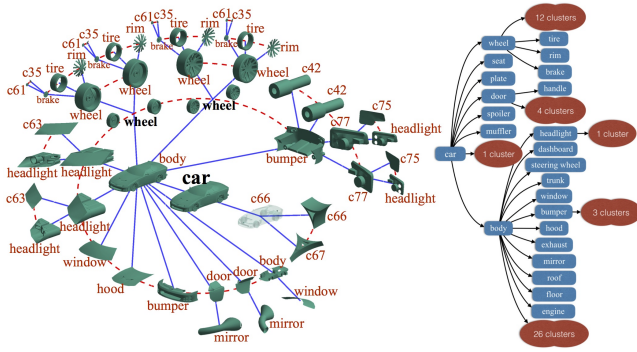 c61 c35 tire
rim
brake
c61 c35 tire
rim
brake
c61 c35 tire
rim
brake
c35 tire
rim
c61
brake
wheel
wheel
wheel
wheel
wheel
wheel
c42
c42
c63
headlight
headlight
body
car
bumper
c77
c75
headlight
c75
c77
headlight
c63
headlight
headlight
c66
c66
c67
window
hood
bumper
door
door
body
window
mirror
mirror
12 clusters
wheel
tire
rim
brake
seat
plate
door
handle
4 clusters
spoiler
muffler
car
1 cluster
headlight
1 cluster
dashboard
steering wheel
trunk
window
body
bumper
3 clusters
hood
exhaust
mirror
roof
floor
engine
26 clusters